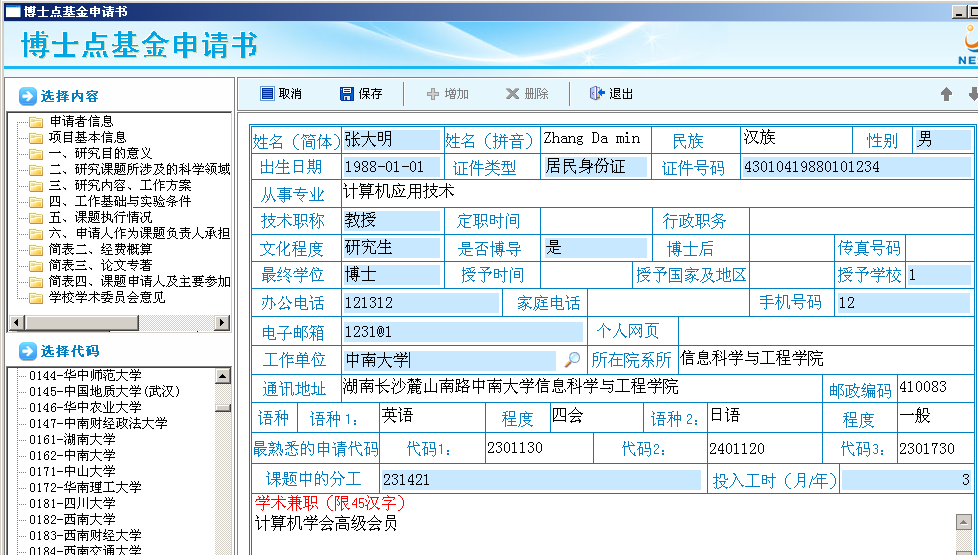 博士点基金申请书
博士点基金申请书
NE
选择内容
申请者信息
项目基本信息
一、研究目的意义
二、研究课题所涉及的科学领域
三、研究内容、工作方案
四、工作基础与实验条件
五、课题执行情况
六、申请人作为课题负责人承担
简表二、经费概算
简表三、论文专著
简表四、课题申请人及主要参加
学校学术委员会意见
选择代码
0144-华中师范大学
0145-中国地质大学(武汉)
0146-华中农业大学
0147-中南财经政法大学
0161-湖南大学
0162-中南大学
0171-中山大学
0172-华南理工大学
0181-四川大学
0182-西南大学
0183-西南财经大学
0184-西南交通大学
取消 保存 增加 删除 退出
姓名（简体） 张大明 姓名（拼音） Zhang Da min 民族 汉族 性别 男
出生日期 1988-01-01 证件类型 居民身份证 证件号码 43010419880101234
从事专业 计算机应用技术
技术职称 教授 定职时间 行政职务
文化程度 研究生 是否博导 是 博士后 传真号码
最终学位 博士 授予时间 授予国家及地区 授予学校 1
办公电话 121312 家庭电话 手机号码 12
电子邮箱 1231@1 个人网页
工作单位 中南大学 所在院系所 信息科学与工程学院
通讯地址 湖南长沙麓山南路中南大学信息科学与工程学院 邮政编码 410083
语种 语种1： 英语 程度 四会 语种2： 日语 程度 一般
最熟悉的申请代码 代码1： 2301130 代码2： 2401120 代码3： 2301730
课题中的分工 231421 投入工时（月/年） 3
学术兼职（限45汉字）
计算机学会高级会员